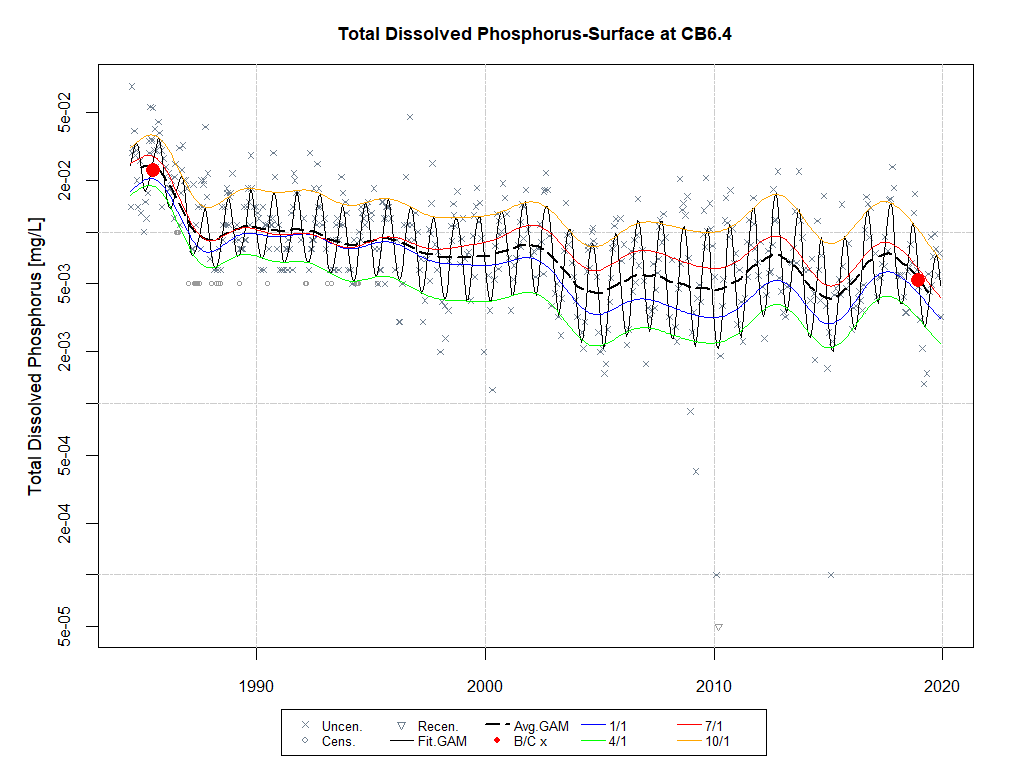 Total Dissolved Phosphorus-Surface at CB6.4
Total Dissolved Phosphorus [mg/L]
5e-02
2e-02
5e-03
2e-03
5e-04
2e-04
5e-05
1990 2000 2010 2020
Uncen. Recen. Avg.GAM 1/1 7/1
Cens. Fit.GAM B/C x 4/1 10/1